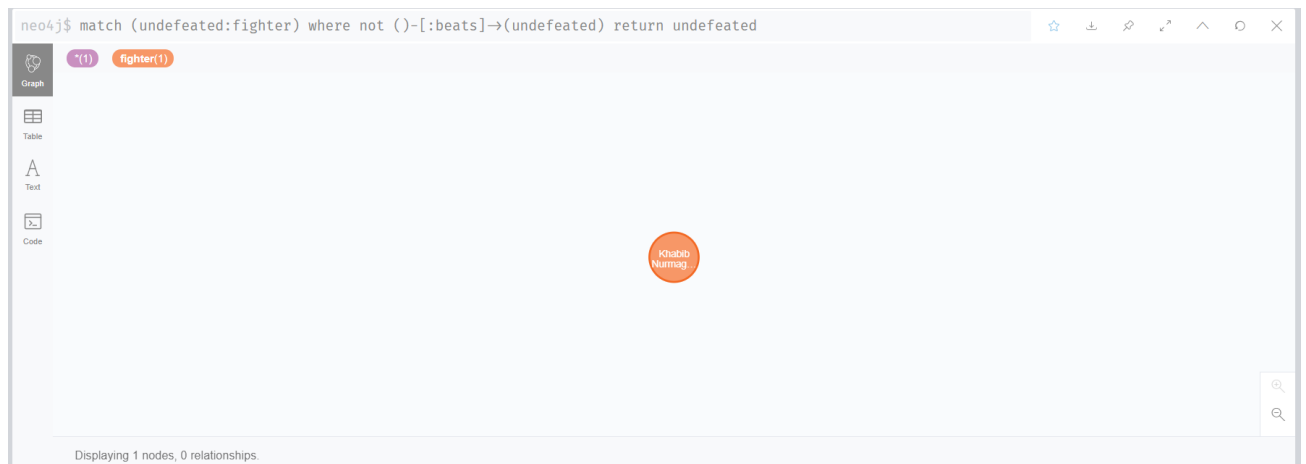 neo4j$ match (undefeated:fighter) where not ()-[:beats]→(undefeated) return undefeated
*(1) fighter(1)
Graph
Table
A
Text
Code
Khabib
Nurmag...
Displaying 1 nodes, 0 relationships.